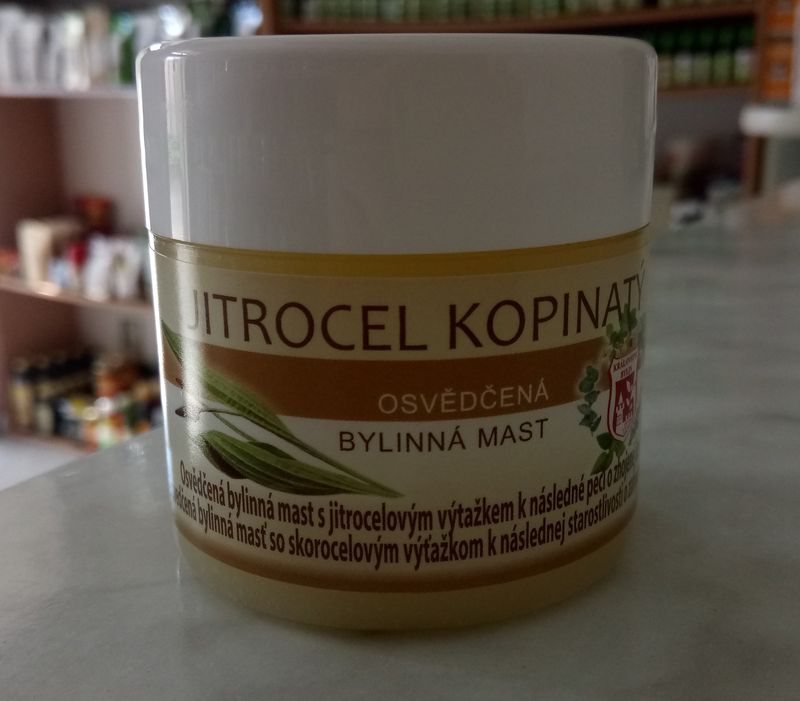 JITROCEL KOPINATÝ
OSVĚDČENÁ
BYLINNÁ MAST
Osvědčená bylinná mast s jitrocelovým výtažkem k následné péči o
bylinná masť so skorocelovým výťažkom k následnej starostlivosti o